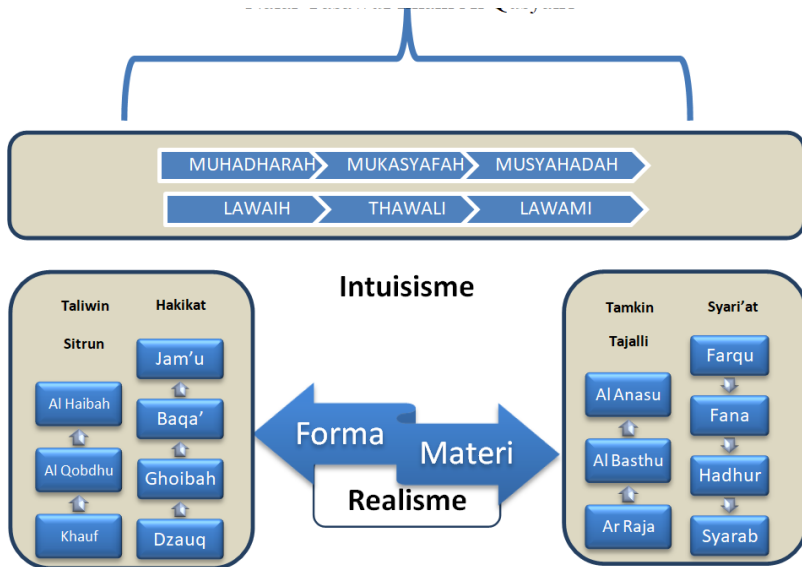 MUHADHARAH MUKASYAFAH MUSYAHADAH
LAWAIH THAWALI LAWAMI
Intuisisme
Taliwin Hakikat
Sitrun
Jam’u
Al Haibah
Baqa’
Al Qobdhu
Ghoibah
Khauf
Dzauq
Forma
Materi
Realisme
Tamkin Syari’at
Tajalli
Farqu
Al Anasu
Fana
Al Basthu
Hadhur
Ar Raja
Syarab